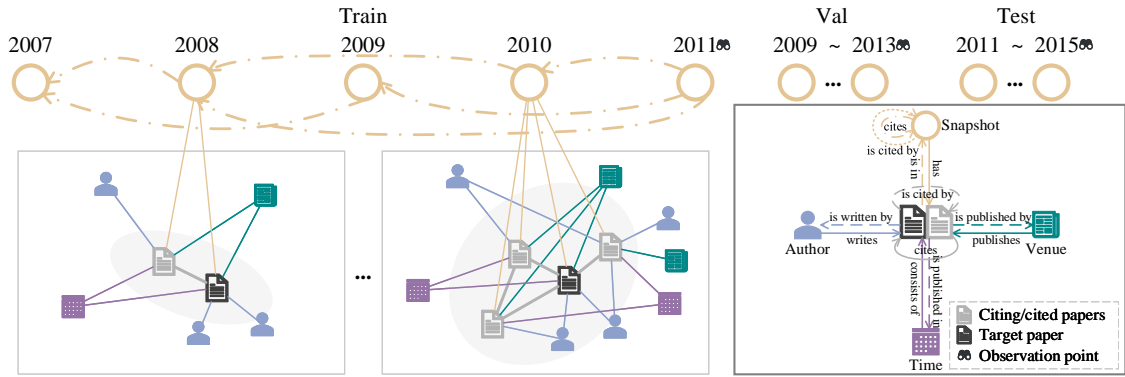 Train
Val
Test
2007
2008
2009
2010
2011
2009 ~ 2013
2011 ~ 2015
...
...
...
cites
Snapshot
is cited by
is in
has
is cited by
is written by
is published by
Author
writes
cites
publishes
Venue
consists of
is published in
Time
Citing/cited papers
Target paper
Observation point